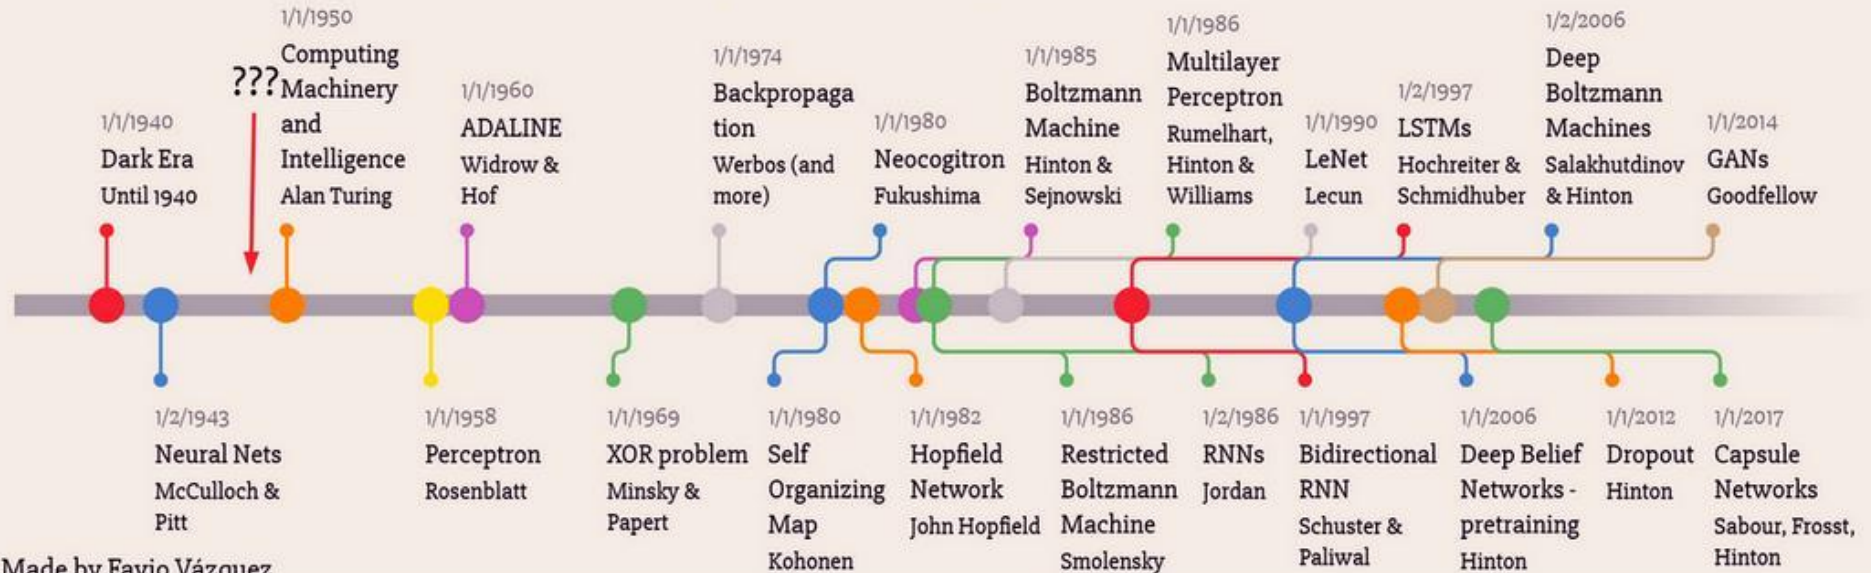 1/1/1940
Dark Era
Until 1940
???
1/1/1950
Computing
Machinery
and
Intelligence
Alan Turing
1/1/1960
ADALINE
Widrow &
Hof
1/1/1974
Backpropaga
tion
Werbos (and
more)
1/1/1980
Neocogitron
Fukushima
1/1/1985
Boltzmann
Machine
Hinton &
Sejnowski
1/1/1986
Multilayer
Perceptron
Rumelhart,
Hinton &
Williams
1/1/1990
LeNet
Lecun
1/2/1997
LSTMs
Hochreiter &
Schmidhuber
1/2/2006
Deep
Boltzmann
Machines
Salakhutdinov
& Hinton
1/1/2014
GANs
Goodfellow
1/2/1943
Neural Nets
McCulloch &
Pitt
1/1/1958
Perceptron
Rosenblatt
1/1/1969
XOR problem
Minsky &
Papert
1/1/1980
Self
Organizing
Map
Kohonen
1/1/1982
Hopfield
Network
John Hopfield
1/1/1986
Restricted
Boltzmann
Machine
Smolensky
1/2/1986
RNNs
Jordan
1/1/1997
Bidirectional
RNN
Schuster &
Paliwal
1/1/2006
Deep Belief
Networks -
pretraining
Hinton
1/1/2012
Dropout
Hinton
1/1/2017
Capsule
Networks
Sabour, Frosst,
Hinton
Made by Favio Vázquez